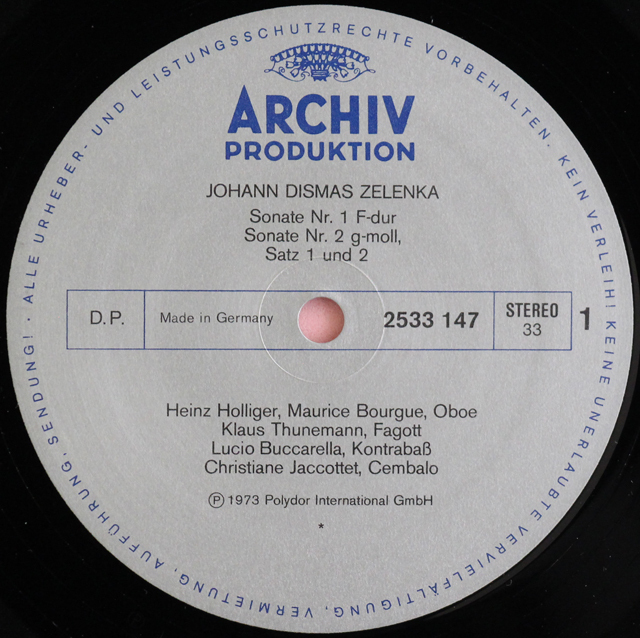 ALLE URHEBER- UND LEISTUNGSSCHUTZRECHTE VORBEHALTEN. KEIN VERLEIH! KEINE UNERLAUBTE VERVIELFÄLTIGUNG, VERMIETUNG, AUFFÜHRUNG, SENDUNG! ·
ARCHIV
PRODUKTION
JOHANN DISMAS ZELENKA
Sonate Nr. 1 F-dur
Sonate Nr. 2 g-moll,
Satz 1 und 2
D.P. Made in Germany 2533 147 STEREO 33 1
Heinz Holliger, Maurice Bourgue, Oboe
Klaus Thunemann, Fagott
Lucio Buccarella, Kontrabaß
Christiane Jaccottet, Cembalo
Ⓟ 1973 Polydor International GmbH
*